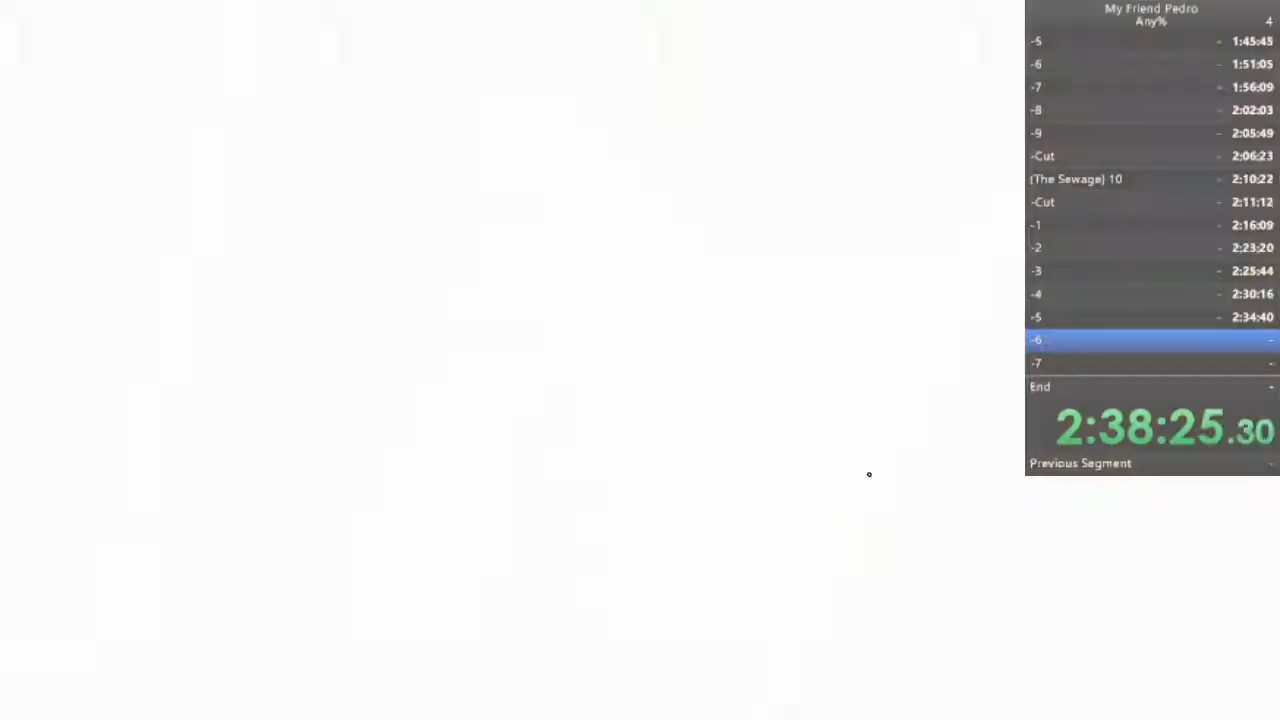 My Friend Pedro
Any% 4
-5 - 1:45:45
-6 - 1:51:05
-7 - 1:56:09
-8 - 2:02:03
-9 - 2:05:49
-Cut - 2:06:23
(The Sewage) 10 - 2:10:22
-Cut - 2:11:12
-1 - 2:16:09
-2 - 2:23:20
-3 - 2:25:44
-4 - 2:30:16
-5 - 2:34:40
-6 -
-7 -
End -
2:38:25.30
Previous Segment -